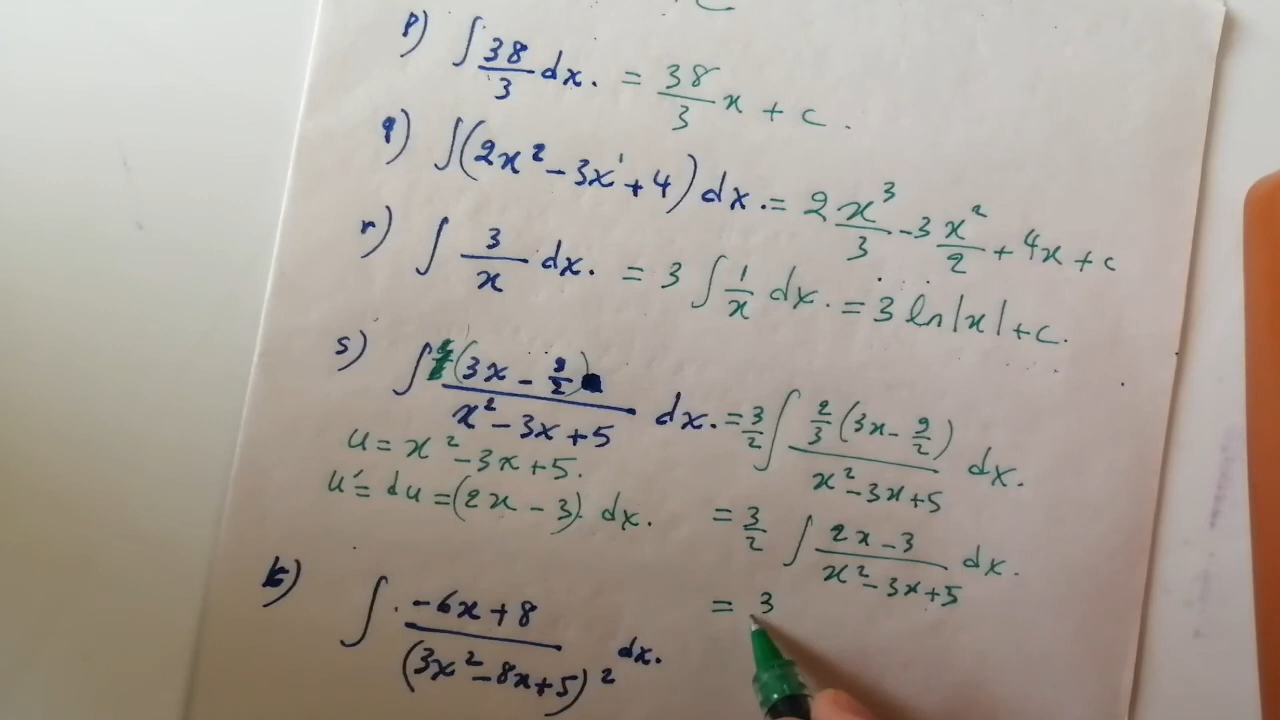 p) ∫ 38/3 dx. = 38/3 x + c.
q) ∫(2x² - 3x¹ + 4) dx. = 2 x³/3 - 3 x²/2 + 4x + c
r) ∫ 3/x dx. = 3 ∫ 1/x dx. = 3 ln|x| + c.
s) ∫ (3x - 9/2) / (x² - 3x + 5) dx. = 3/2 ∫ 2/3 (3x - 9/2) / (x² - 3x + 5) dx.
u = x² - 3x + 5.
u' = du = (2x - 3) dx. = 3/2 ∫ (2x - 3) / (x² - 3x + 5) dx.
= 3
t) ∫ (-6x + 8) / (3x² - 8x + 5)² dx.